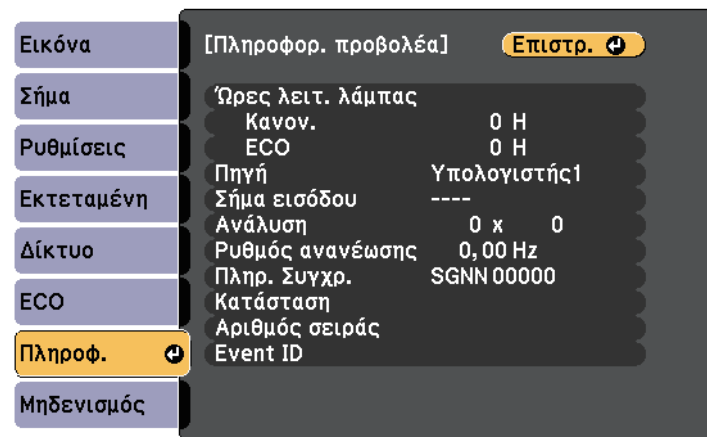 Εικόνα
Σήμα
Ρυθμίσεις
Εκτεταμένη
Δίκτυο
ECO
Πληροφ.
Μηδενισμός
[Πληροφορ. προβολέα] Επιστρ.
Ώρες λειτ. λάμπας
Κανον. 0 H
ECO 0 H
Πηγή Υπολογιστής1
Σήμα εισόδου ----
Ανάλυση 0 x 0
Ρυθμός ανανέωσης 0,00 Hz
Πληρ. Συγχρ. SGNN 00000
Κατάσταση
Αριθμός σειράς
Event ID